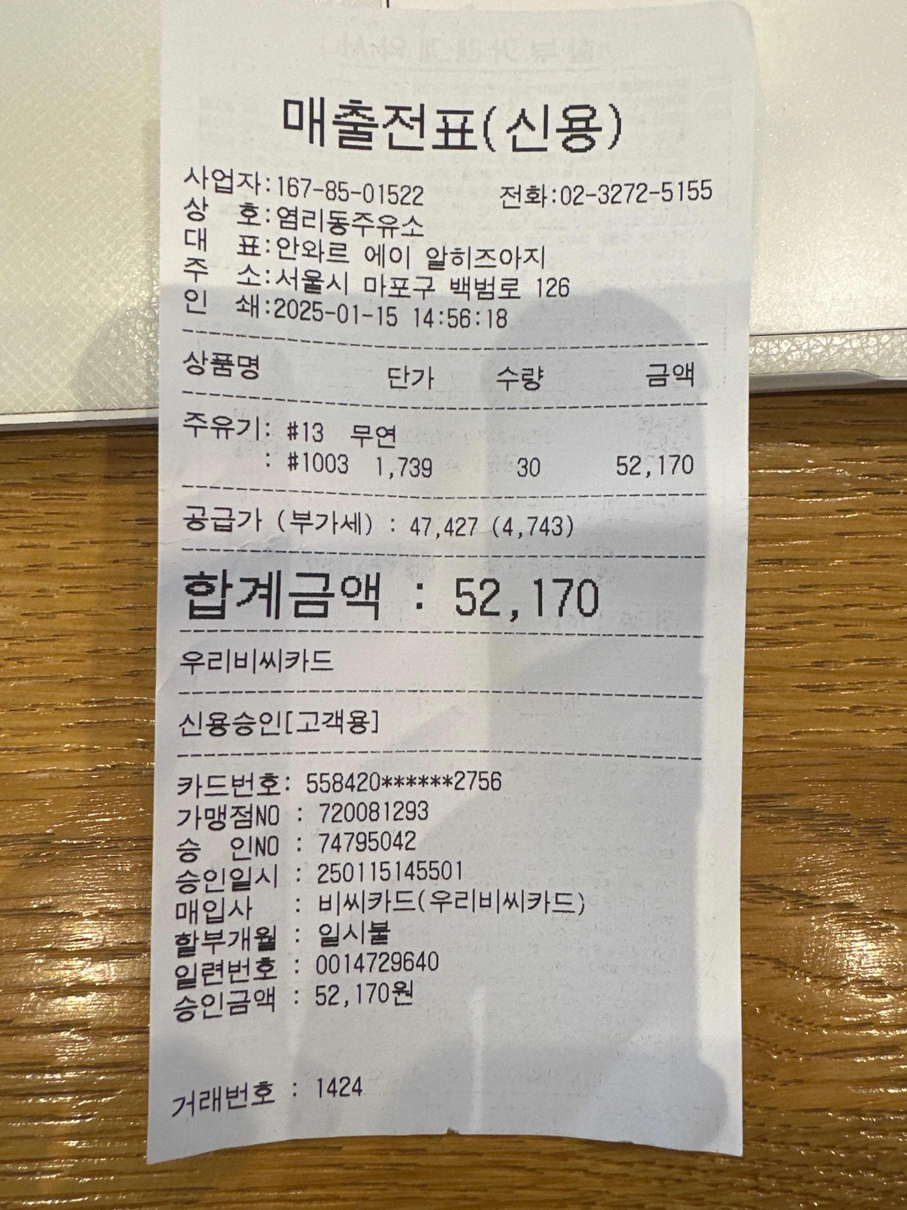 매출전표(신용)
사업자:167-85-01522 전화:02-3272-5155
상 호:염리동주유소
대 표:안와르 에이 알히즈아지
주 소:서울시 마포구 백범로 126
인 쇄:2025-01-15 14:56:18
상품명 단가 수량 금액
주유기: #13 무연
: #1003 1,739 30 52,170
공급가 (부가세) : 47,427 (4,743)
합계금액 : 52,170
우리비씨카드
신용승인[고객용]
카드번호: 558420******2756
가맹점NO : 720081293
승 인NO : 74795042
승인일시 : 250115145501
매입사 : 비씨카드(우리비씨카드)
할부개월 : 일시불
일련번호 : 0014729640
승인금액 : 52,170원
거래번호 : 1424